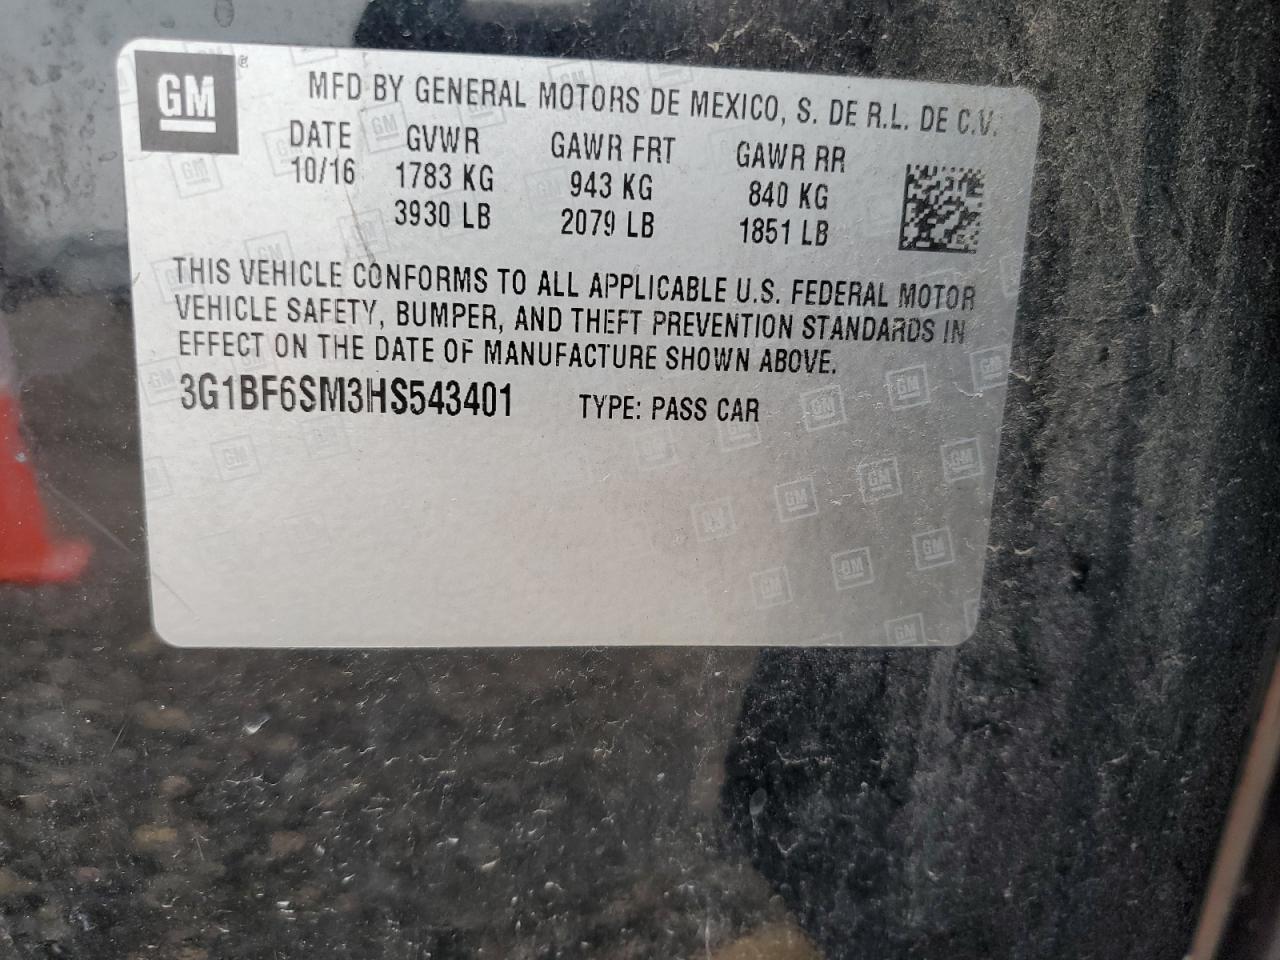 GM®
MFD BY GENERAL MOTORS DE MEXICO, S. DE R.L. DE C.V.
DATE GVWR GAWR FRT GAWR RR
10/16 1783 KG 943 KG 840 KG
3930 LB 2079 LB 1851 LB
THIS VEHICLE CONFORMS TO ALL APPLICABLE U.S. FEDERAL MOTOR
VEHICLE SAFETY, BUMPER, AND THEFT PREVENTION STANDARDS IN
EFFECT ON THE DATE OF MANUFACTURE SHOWN ABOVE.
3G1BF6SM3HS543401 TYPE: PASS CAR